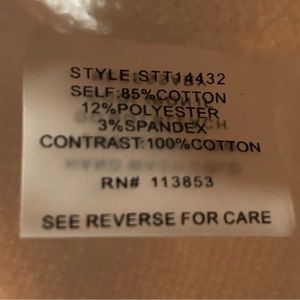 STYLE:STT14432
SELF:85%COTTON
12%POLYESTER
3%SPANDEX
CONTRAST:100%COTTON
RN# 113853
SEE REVERSE FOR CARE